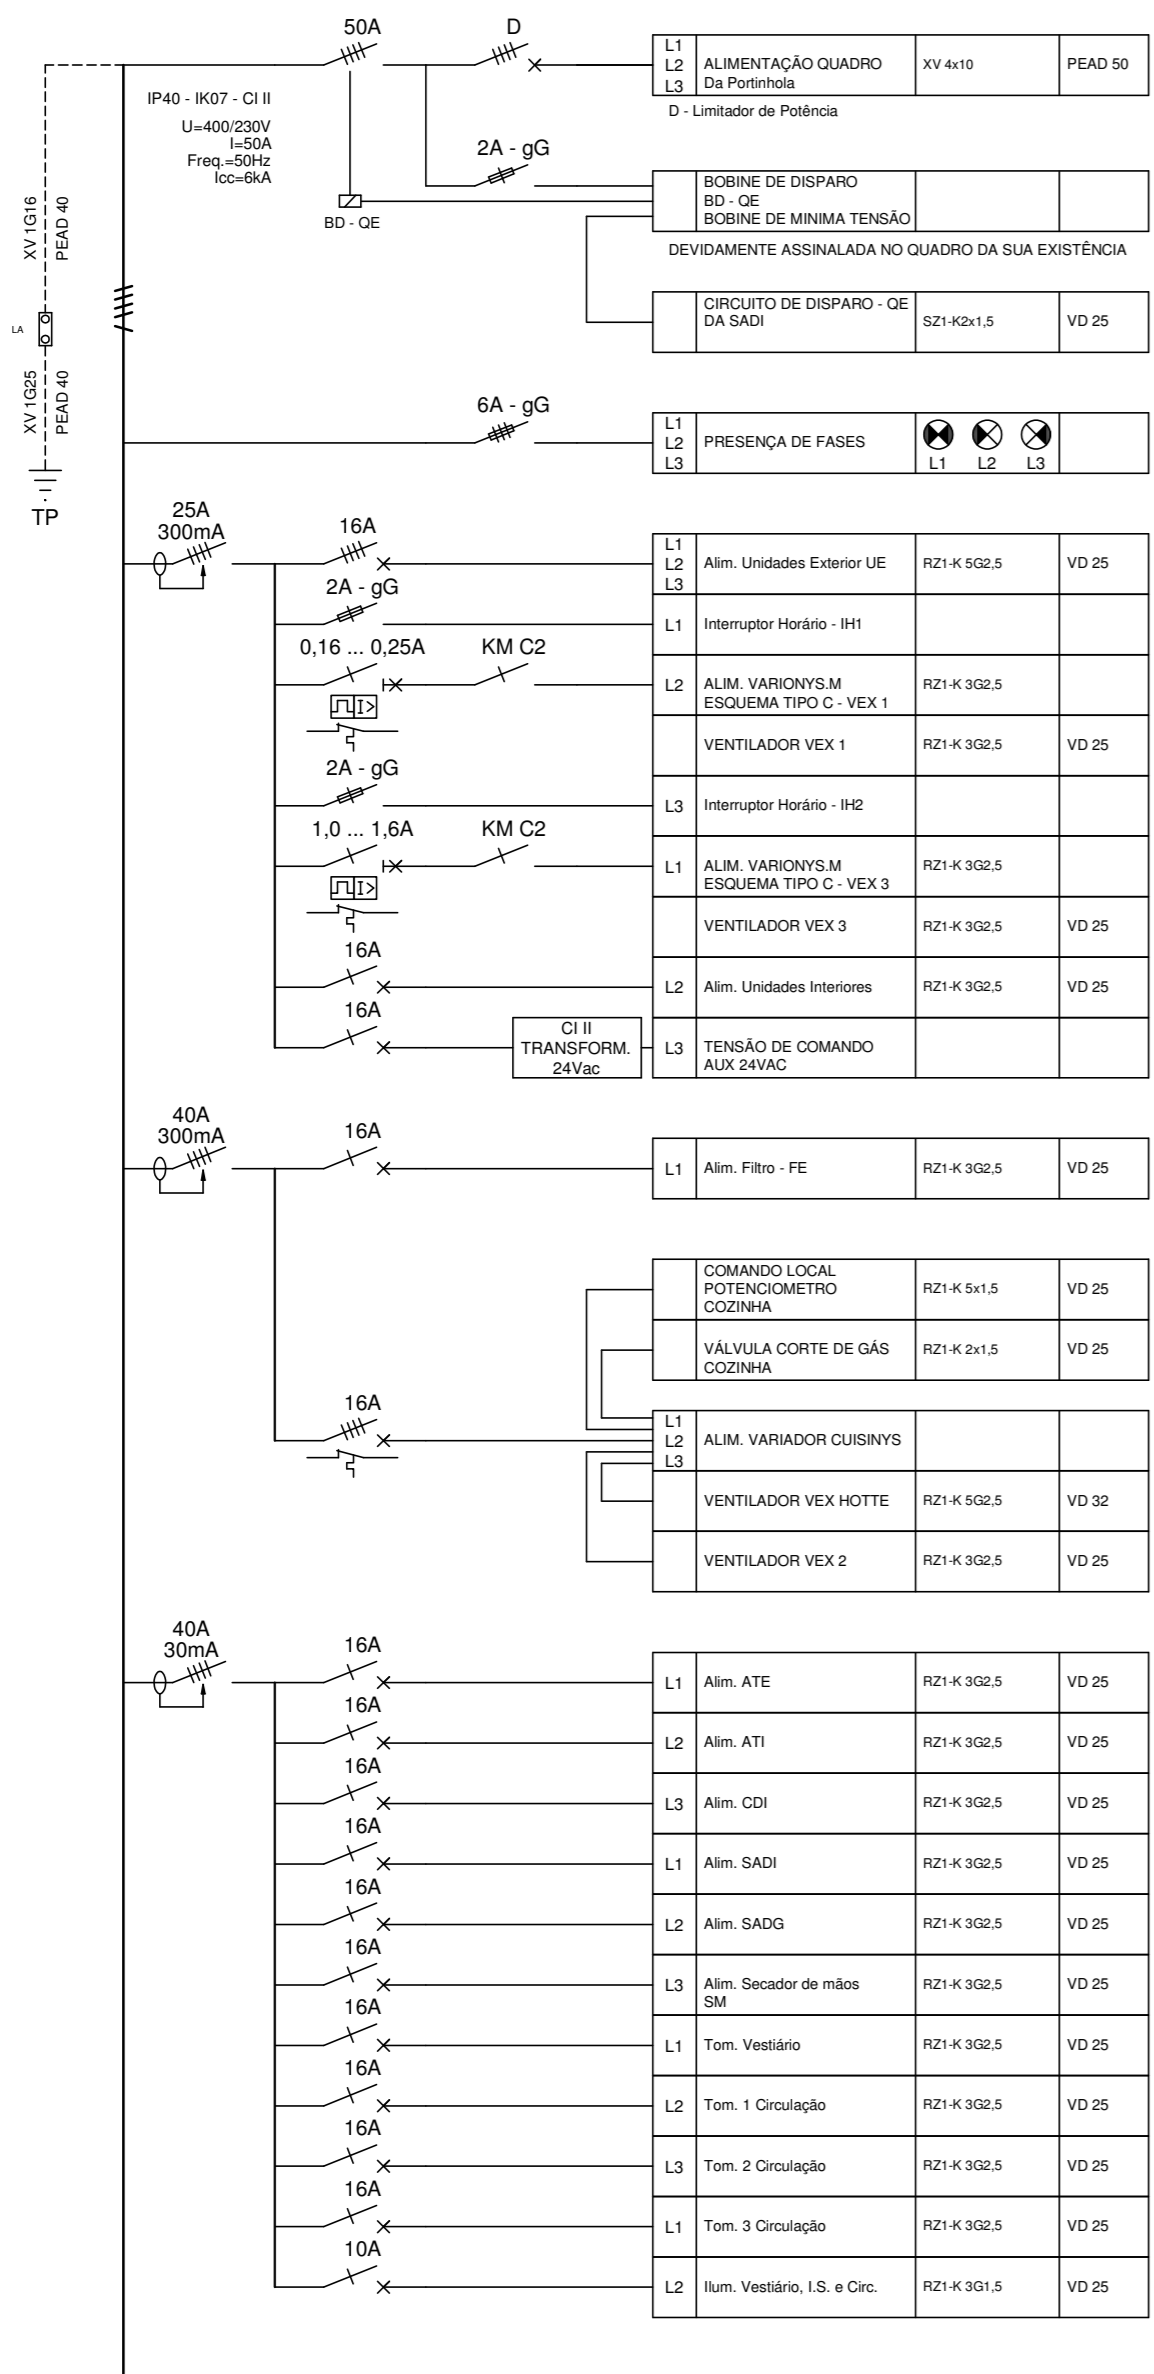 50A
D
L1
L2
L3
ALIMENTAÇÃO QUADRO
Da Portinhola
XV 4x10
PEAD 50
D - Limitador de Potência
IP40 - IK07 - CI II
U=400/230V
I=50A
Freq.=50Hz
Icc=6kA
2A - gG
BD - QE
BOBINE DE DISPARO
BD - QE
BOBINE DE MINIMA TENSÃO
DEVIDAMENTE ASSINALADA NO QUADRO DA SUA EXISTÊNCIA
XV 1G16
PEAD 40
LA
XV 1G25
PEAD 40
TP
CIRCUITO DE DISPARO - QE
DA SADI
SZ1-K2x1,5
VD 25
6A - gG
L1
L2
L3
PRESENÇA DE FASES
L1 L2 L3
25A
300mA
16A
L1
L2
L3
Alim. Unidades Exterior UE
RZ1-K 5G2,5
VD 25
2A - gG
L1
Interruptor Horário - IH1
0,16 ... 0,25A
KM C2
L2
ALIM. VARIONYS.M
ESQUEMA TIPO C - VEX 1
RZ1-K 3G2,5
I>
VENTILADOR VEX 1
RZ1-K 3G2,5
VD 25
2A - gG
L3
Interruptor Horário - IH2
1,0 ... 1,6A
KM C2
L1
ALIM. VARIONYS.M
ESQUEMA TIPO C - VEX 3
RZ1-K 3G2,5
I>
VENTILADOR VEX 3
RZ1-K 3G2,5
VD 25
16A
L2
Alim. Unidades Interiores
RZ1-K 3G2,5
VD 25
16A
CI II
TRANSFORM.
24Vac
L3
TENSÃO DE COMANDO
AUX 24VAC
40A
300mA
16A
L1
Alim. Filtro - FE
RZ1-K 3G2,5
VD 25
COMANDO LOCAL
POTENCIOMETRO
COZINHA
RZ1-K 5x1,5
VD 25
VÁLVULA CORTE DE GÁS
COZINHA
RZ1-K 2x1,5
VD 25
16A
L1
L2
L3
ALIM. VARIADOR CUISINYS
VENTILADOR VEX HOTTE
RZ1-K 5G2,5
VD 32
VENTILADOR VEX 2
RZ1-K 3G2,5
VD 25
40A
30mA
16A
L1
Alim. ATE
RZ1-K 3G2,5
VD 25
16A
L2
Alim. ATI
RZ1-K 3G2,5
VD 25
16A
L3
Alim. CDI
RZ1-K 3G2,5
VD 25
16A
L1
Alim. SADI
RZ1-K 3G2,5
VD 25
16A
L2
Alim. SADG
RZ1-K 3G2,5
VD 25
16A
L3
Alim. Secador de mãos
SM
RZ1-K 3G2,5
VD 25
16A
L1
Tom. Vestiário
RZ1-K 3G2,5
VD 25
16A
L2
Tom. 1 Circulação
RZ1-K 3G2,5
VD 25
16A
L3
Tom. 2 Circulação
RZ1-K 3G2,5
VD 25
16A
L1
Tom. 3 Circulação
RZ1-K 3G2,5
VD 25
10A
L2
Ilum. Vestiário, I.S. e Circ.
RZ1-K 3G1,5
VD 25